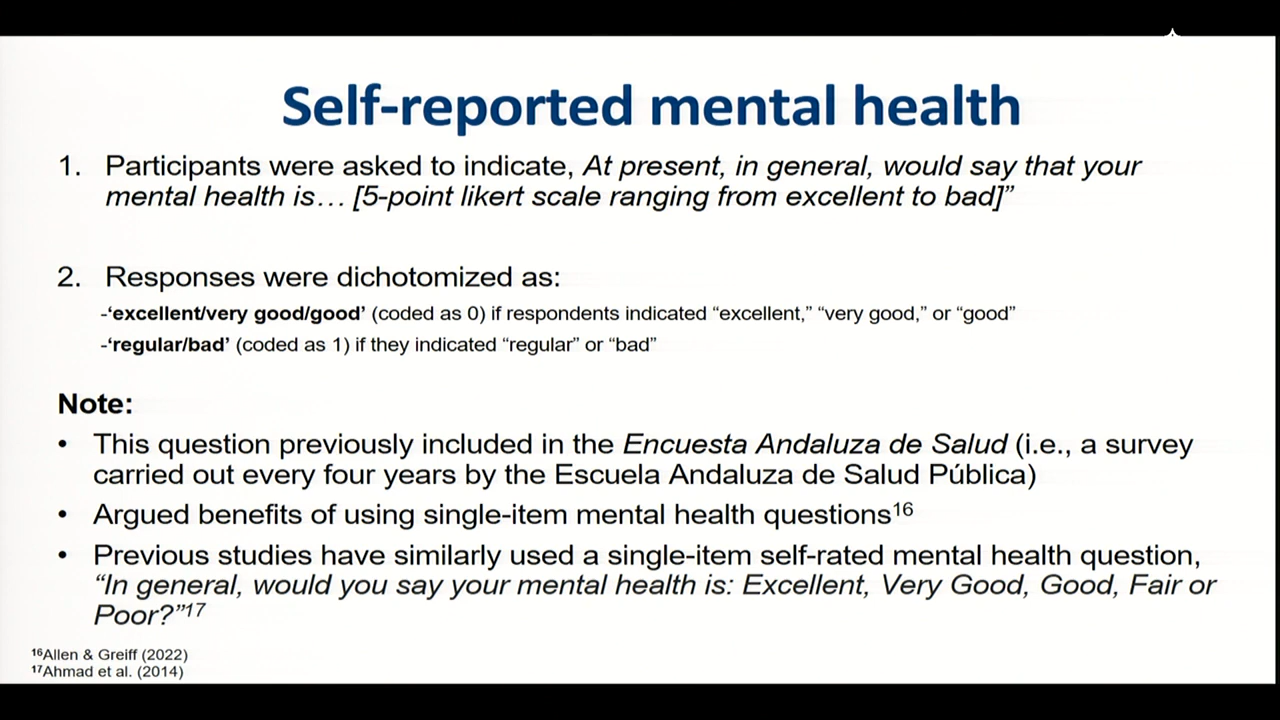 Self-reported mental health
1. Participants were asked to indicate, At present, in general, would say that your
mental health is… [5-point likert scale ranging from excellent to bad]”
2. Responses were dichotomized as:
-‘excellent/very good/good’ (coded as 0) if respondents indicated “excellent,” “very good,” or “good”
-‘regular/bad’ (coded as 1) if they indicated “regular” or “bad”
Note:
• This question previously included in the Encuesta Andaluza de Salud (i.e., a survey
carried out every four years by the Escuela Andaluza de Salud Pública)
• Argued benefits of using single-item mental health questions16
• Previous studies have similarly used a single-item self-rated mental health question,
“In general, would you say your mental health is: Excellent, Very Good, Good, Fair or
Poor?”17
16Allen & Greiff (2022)
17Ahmad et al. (2014)